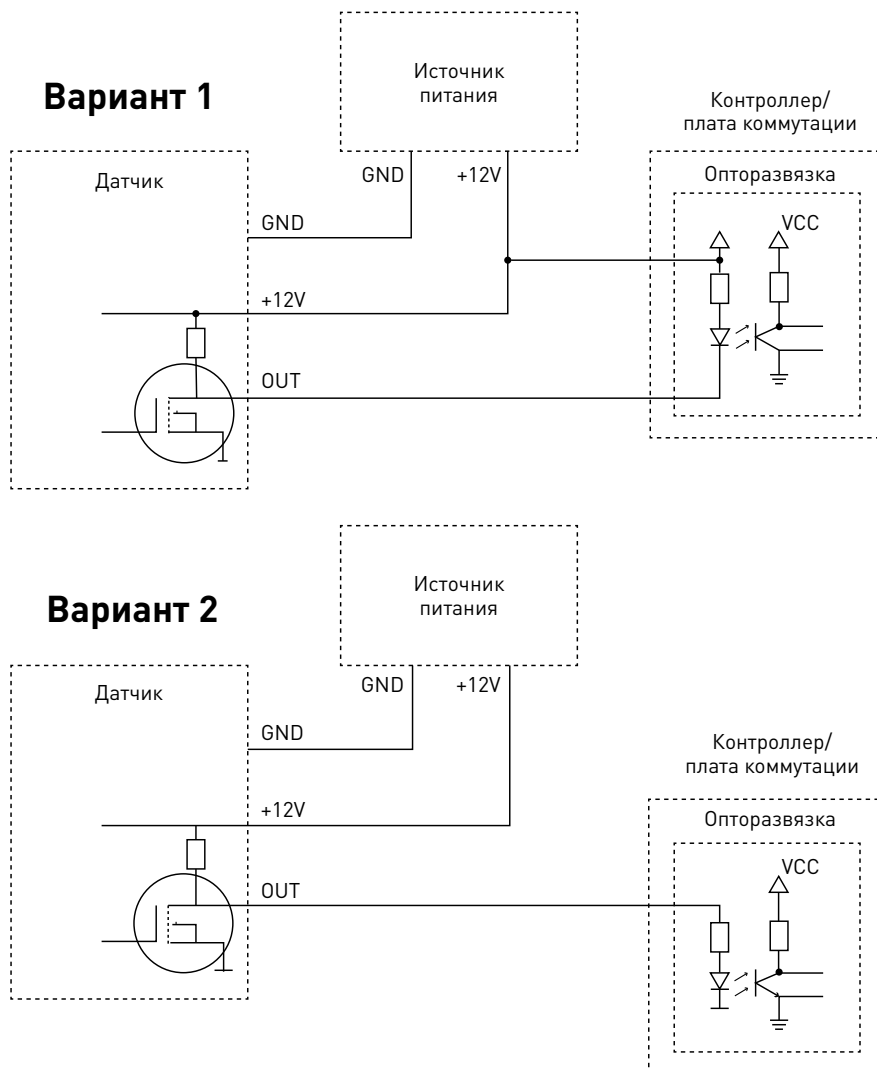 Вариант 1
Источник
питания
Контроллер/
плата коммутации
Датчик
GND
+12V
Опторазвязка
GND
VCC
+12V
OUT
Вариант 2
Источник
питания
Датчик
GND
+12V
GND
Контроллер/
плата коммутации
+12V
Опторазвязка
VCC
OUT